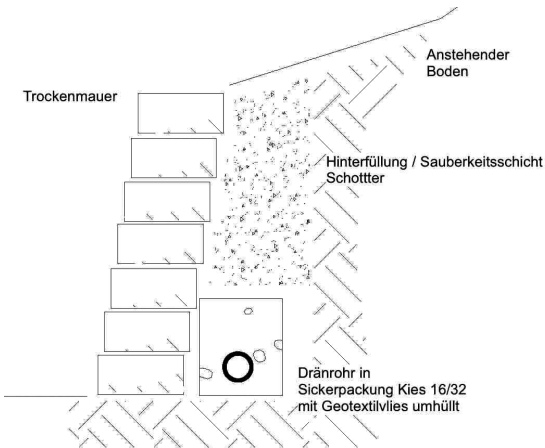 Anstehender
Boden
Trockenmauer
Hinterfüllung / Sauberkeitsschicht
Schottter
Dränrohr in
Sickerpackung Kies 16/32
mit Geotextilvlies umhüllt